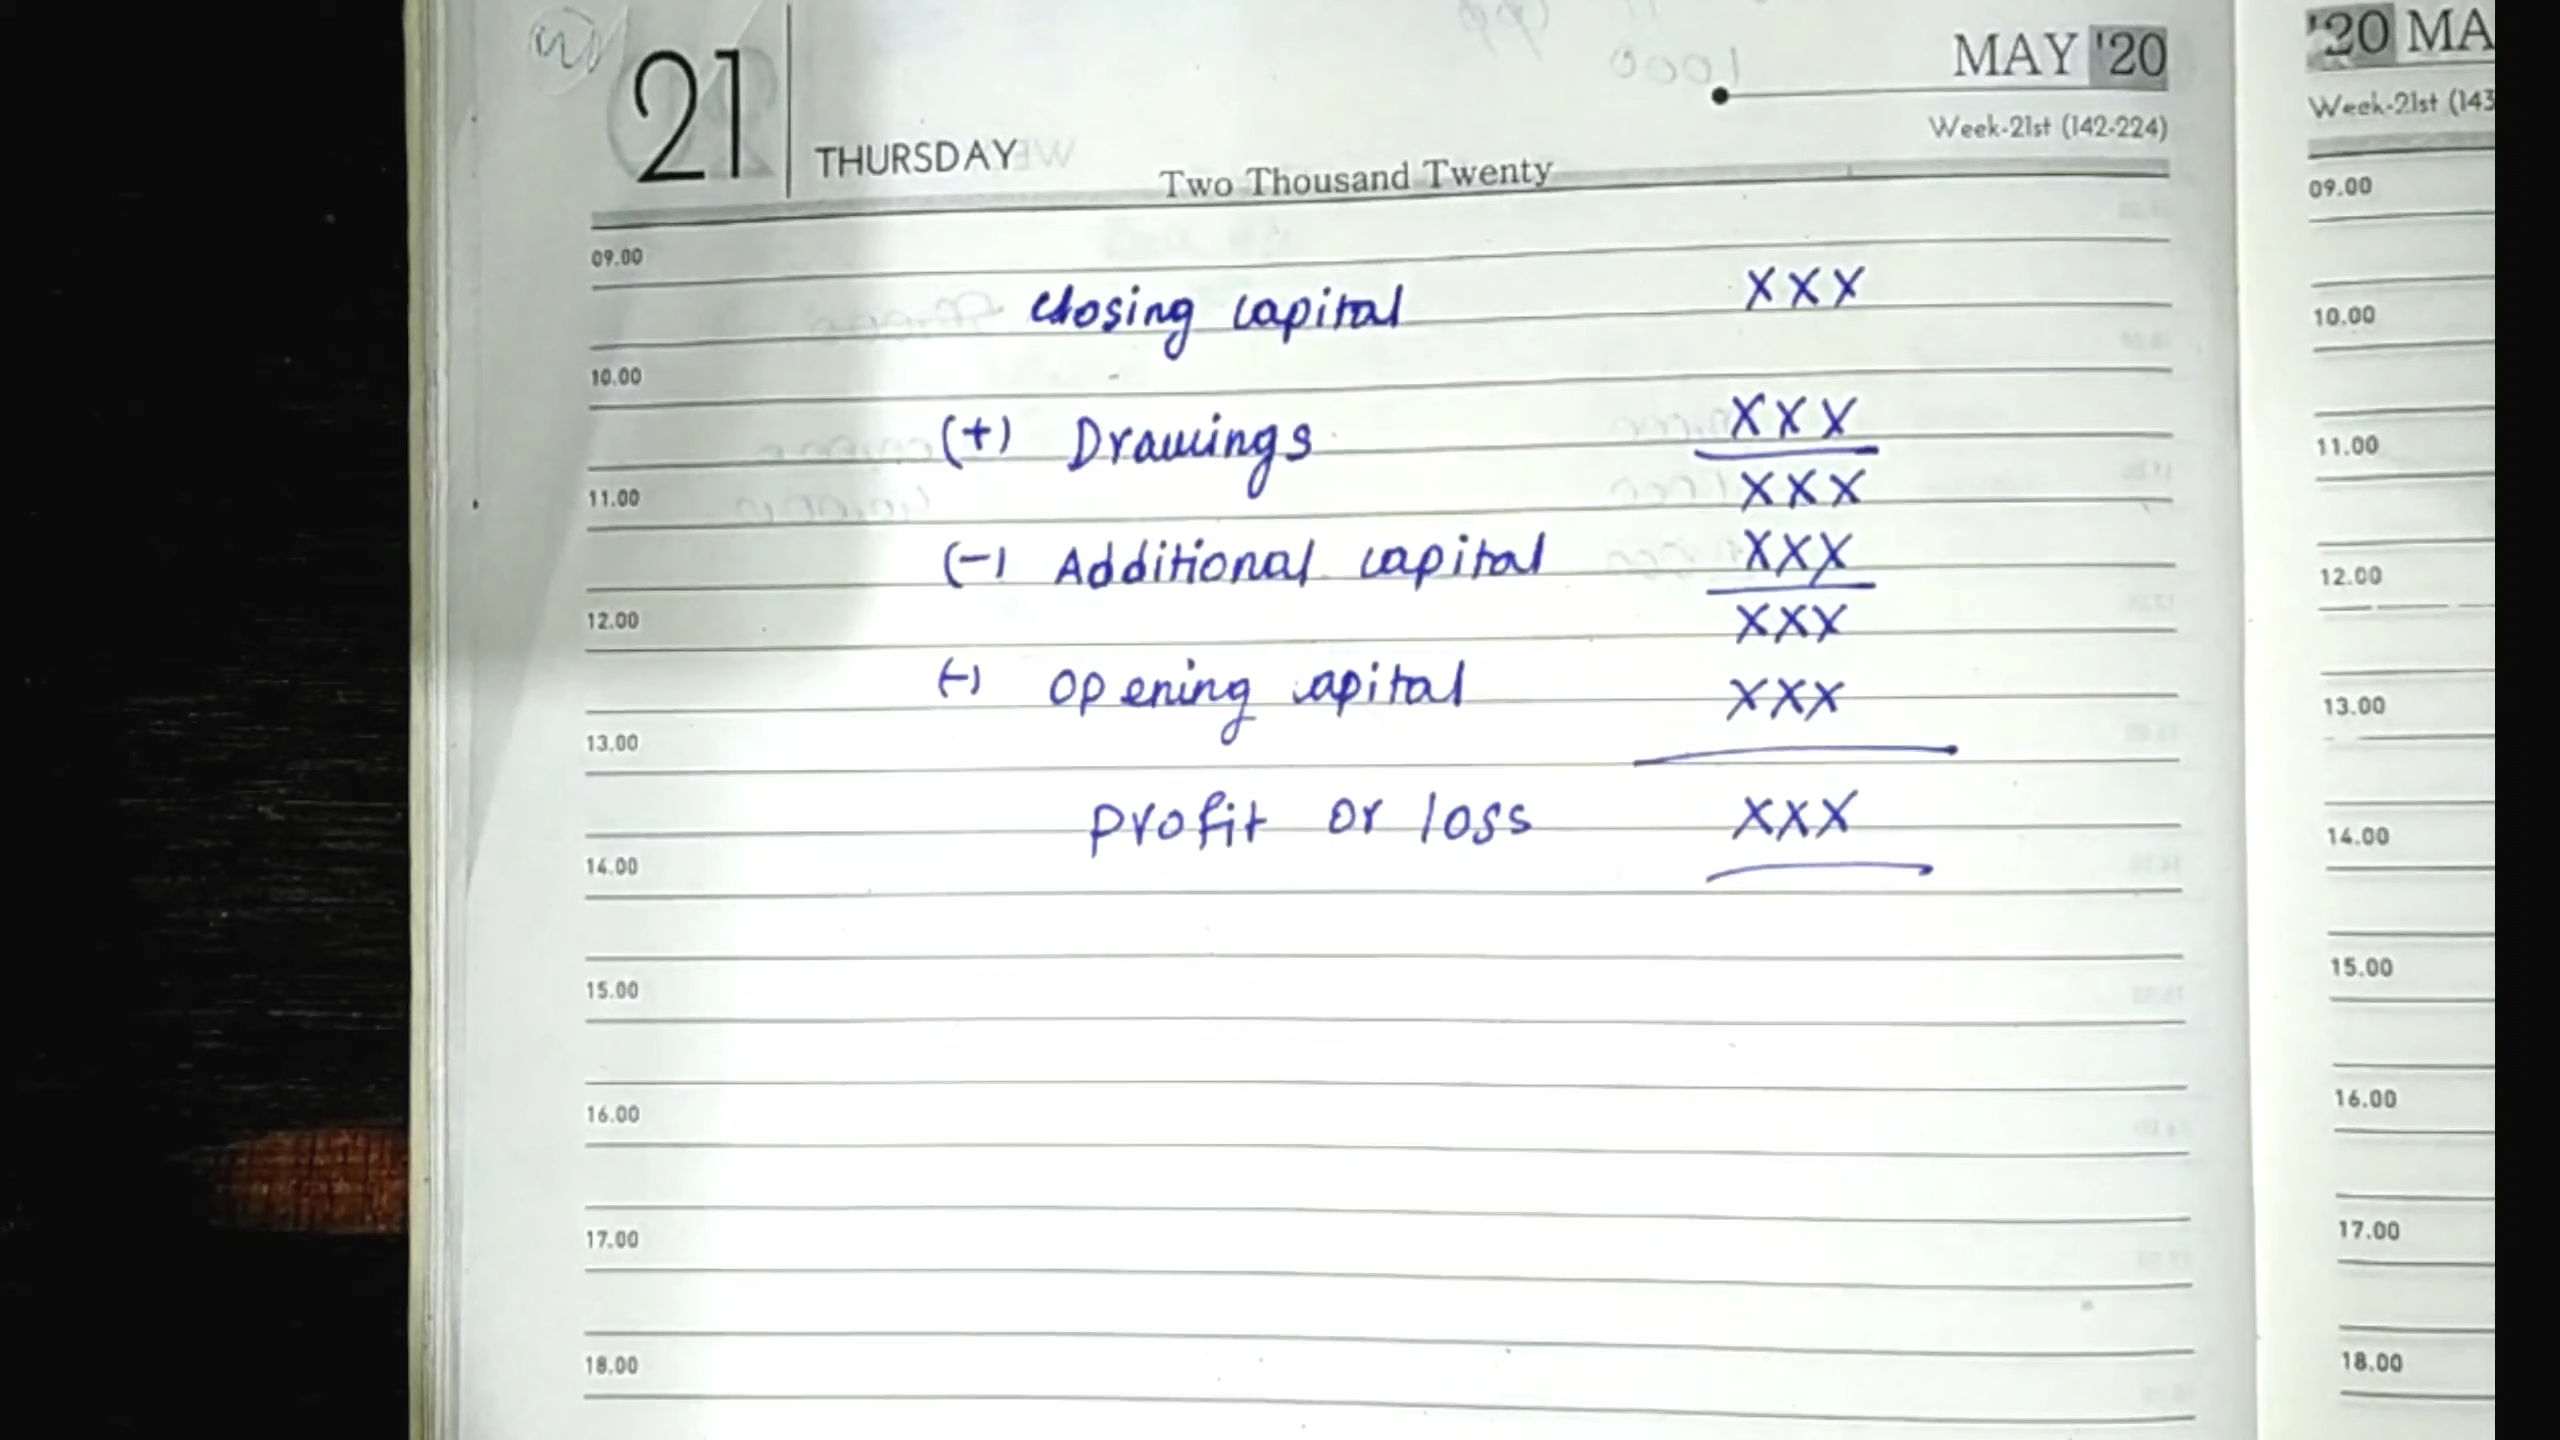 21 THURSDAY Two Thousand Twenty MAY '20
Week-21st (142-224)
09.00
Closing capital XXX
10.00
(+) Drawings XXX
11.00 XXX
(-) Additional capital XXX
12.00 XXX
(-) Opening capital XXX
13.00
Profit or loss XXX
14.00
15.00
16.00
17.00
18.00
'20 MA
Week-21st (143
09.00
10.00
11.00
12.00
13.00
14.00
15.00
16.00
17.00
18.00